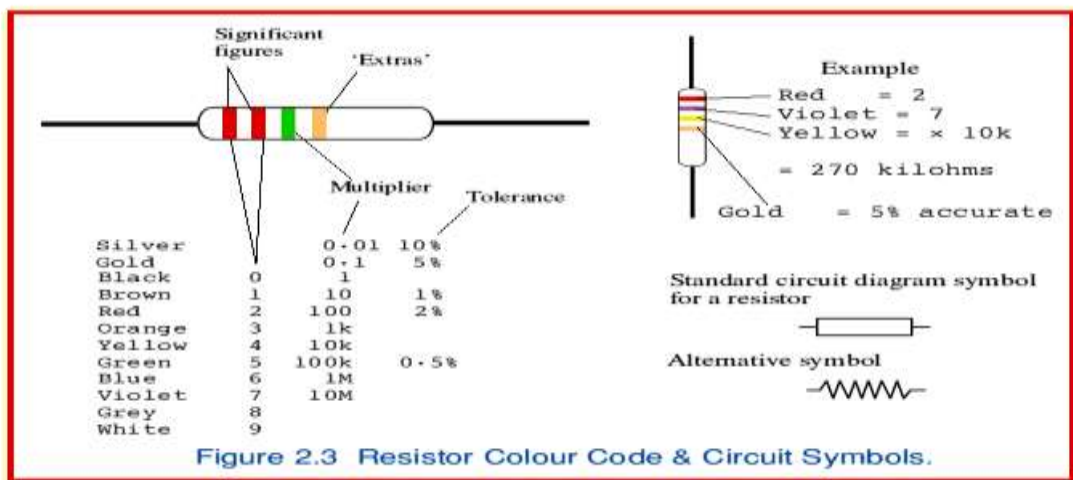 Significant
figures
'Extras'
Multiplier
Tolerance
Silver 0.01 10%
Gold 0.1 5%
Black 0 1
Brown 1 10 1%
Red 2 100 2%
Orange 3 1k
Yellow 4 10k
Green 5 100k 0.5%
Blue 6 1M
Violet 7 10M
Grey 8
White 9
Example
Red = 2
Violet = 7
Yellow = × 10k
= 270 kilohms
Gold = 5% accurate
Standard circuit diagram symbol
for a resistor
Alternative symbol
Figure 2.3 Resistor Colour Code & Circuit Symbols.